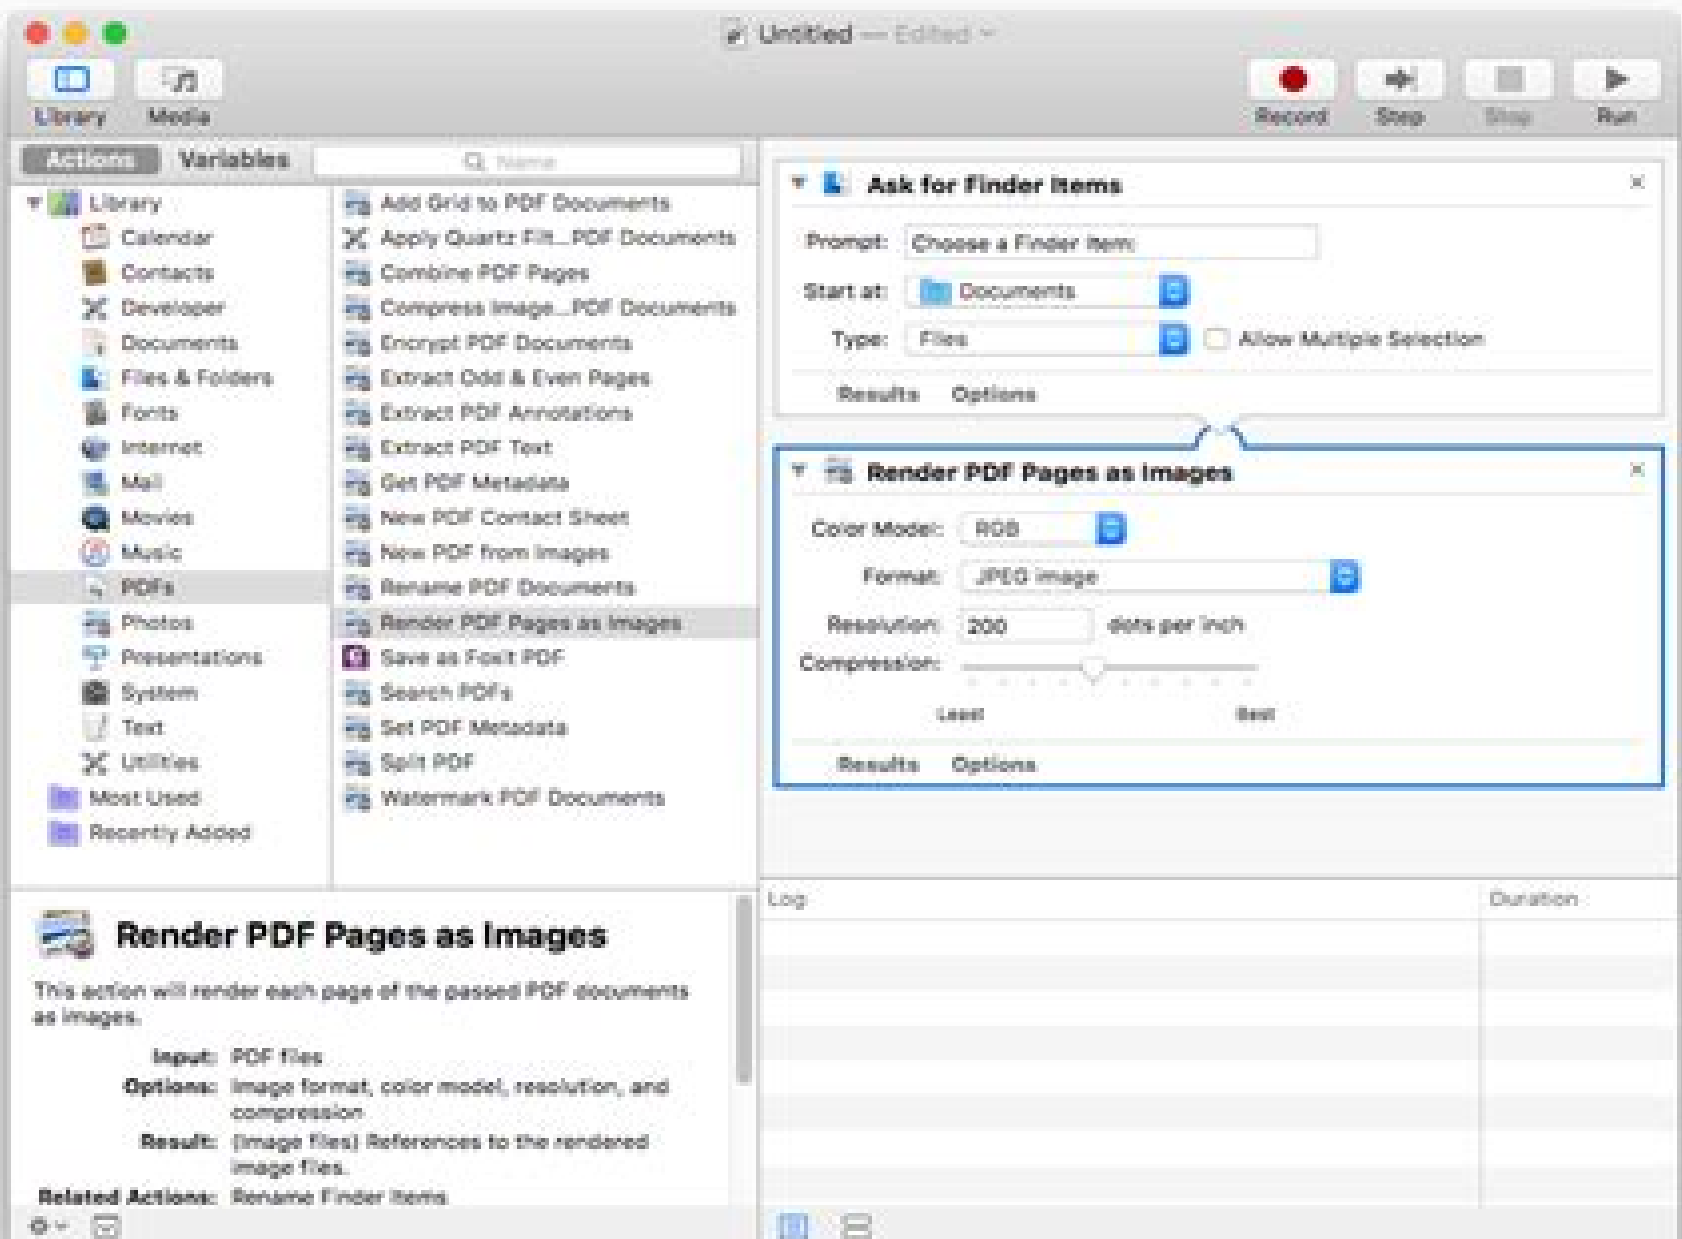 Untitled — Edited
Library
Media
Record
Step
Stop
Run
Actions
Variables
Name
Library
Calendar
Contacts
Developer
Documents
Files & Folders
Fonts
Internet
Mail
Movies
Music
PDFs
Photos
Presentations
System
Text
Utilities
Most Used
Recently Added
Add Grid to PDF Documents
Apply Quartz Filt...PDF Documents
Combine PDF Pages
Compress Image...PDF Documents
Encrypt PDF Documents
Extract Odd & Even Pages
Extract PDF Annotations
Extract PDF Text
Get PDF Metadata
New PDF Contact Sheet
New PDF from Images
Rename PDF Documents
Render PDF Pages as Images
Save as Foxit PDF
Search PDFs
Set PDF Metadata
Split PDF
Watermark PDF Documents
Ask for Finder Items
Prompt: Choose a Finder Item:
Start at: Documents
Type: Files
Allow Multiple Selection
Results Options
Render PDF Pages as Images
Color Model: RGB
Format: JPEG image
Resolution: 200 dots per inch
Compression:
Least Best
Results Options
Render PDF Pages as Images
This action will render each page of the passed PDF documents
as images.
Input: PDF files
Options: Image format, color model, resolution, and
compression
Result: (Image files) References to the rendered
image files.
Related Actions: Rename Finder Items
Log
Duration